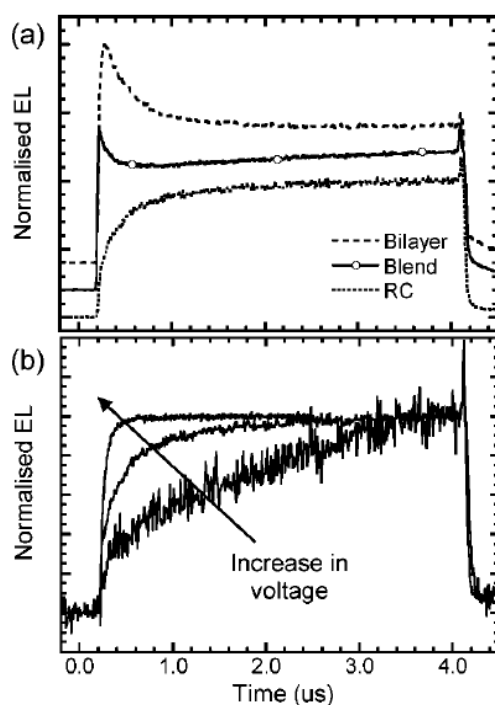 (a)
Normalised EL
Bilayer
Blend
RC
(b)
Normalised EL
Increase in
voltage
0.0 1.0 2.0 3.0 4.0
Time (us)